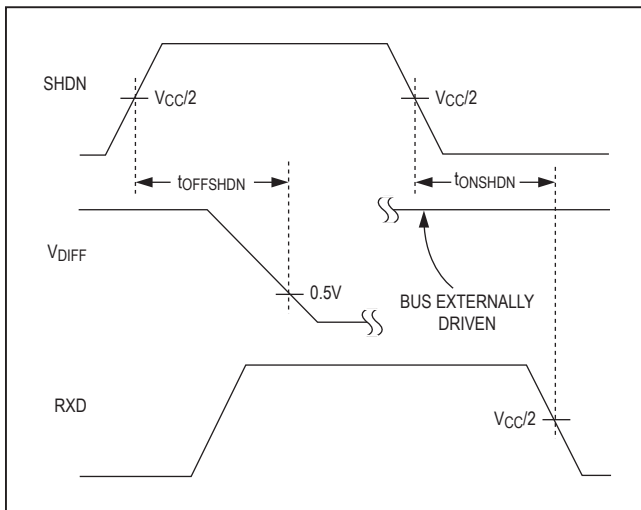 SHDN
VCC/2
VCC/2
tOFFSHDN
tONSHDN
VDIFF
0.5V
BUS EXTERNALLY
DRIVEN
RXD
VCC/2